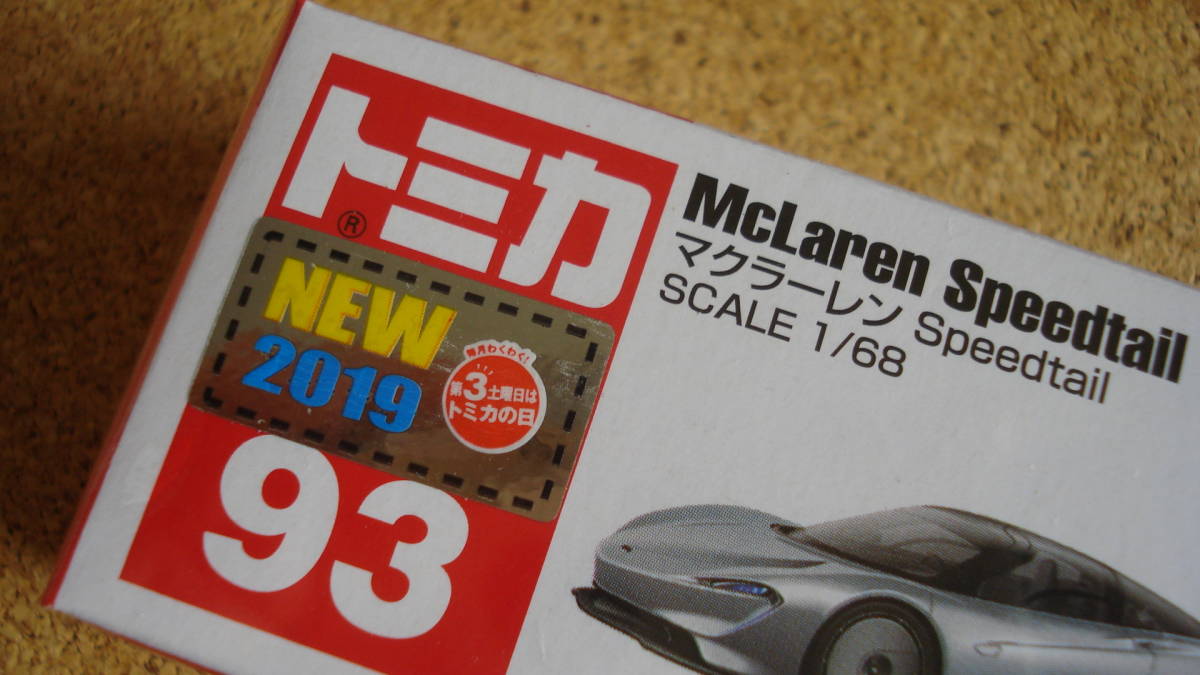 トミカ
®
NEW
2019
毎月わくわく!
第3土曜日は
トミカの日
93
McLaren Speedtail
マクラーレン Speedtail
SCALE 1/68